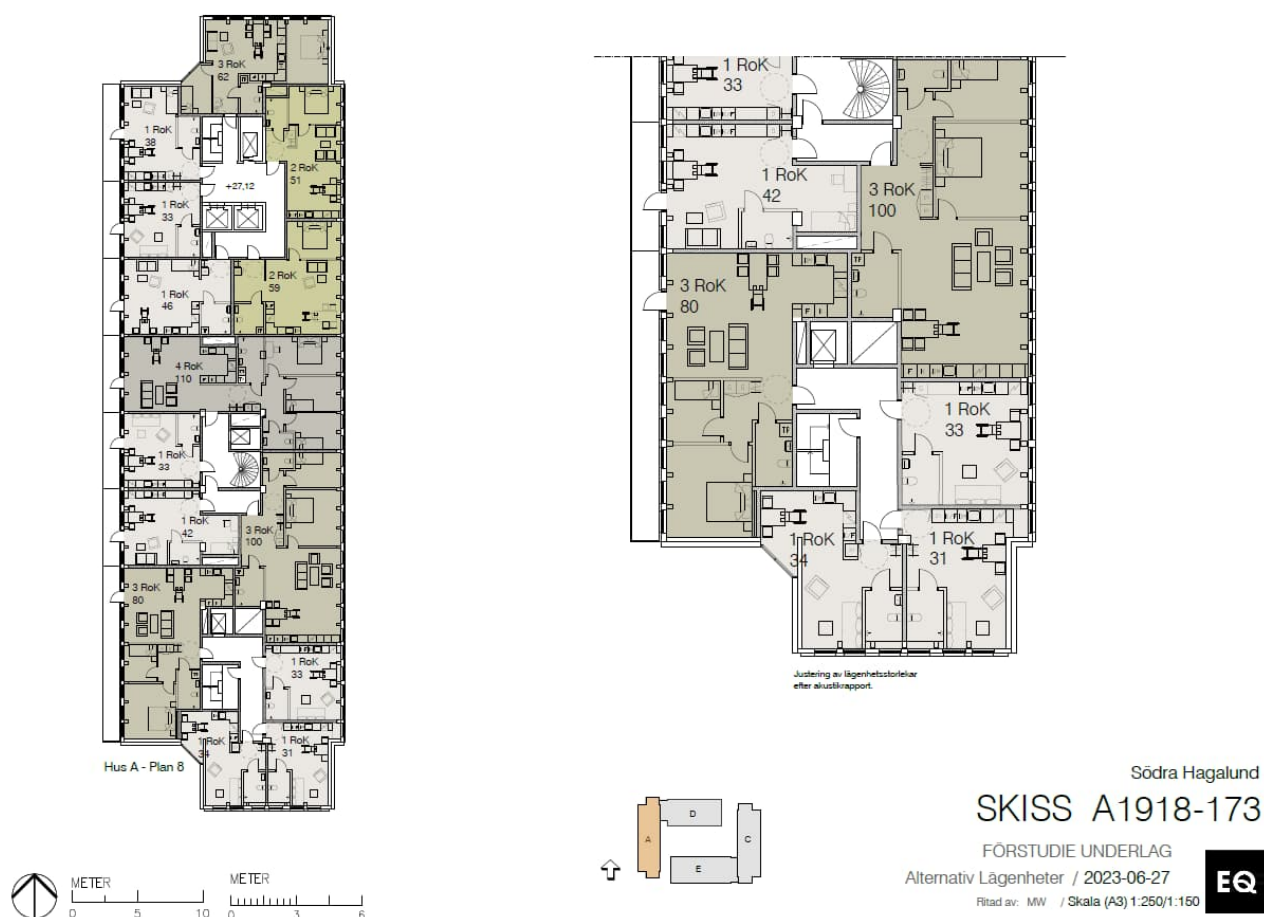 3 RoK
62
1 RoK
38
2 RoK
51
+27,12
1 RoK
33
2 RoK
59
1 RoK
46
4 RoK
110
1 RoK
33
1 RoK
42
3 RoK
100
3 RoK
80
1 RoK
33
1 RoK
34
1 RoK
31
Hus A - Plan 8
1 RoK
33
1 RoK
42
3 RoK
100
3 RoK
80
TF
F I
TF
F I
1 RoK
33
1 RoK
34
1 RoK
31
Justering av lägenhetsstorlekar
efter akustikrapport.
A
D
C
E
METER
0 5 10
METER
0 3 6
Södra Hagalund
SKISS A1918-173
FÖRSTUDIE UNDERLAG
Alternativ Lägenheter / 2023-06-27
Ritad av: MW / Skala (A3) 1:250/1:150
EQ